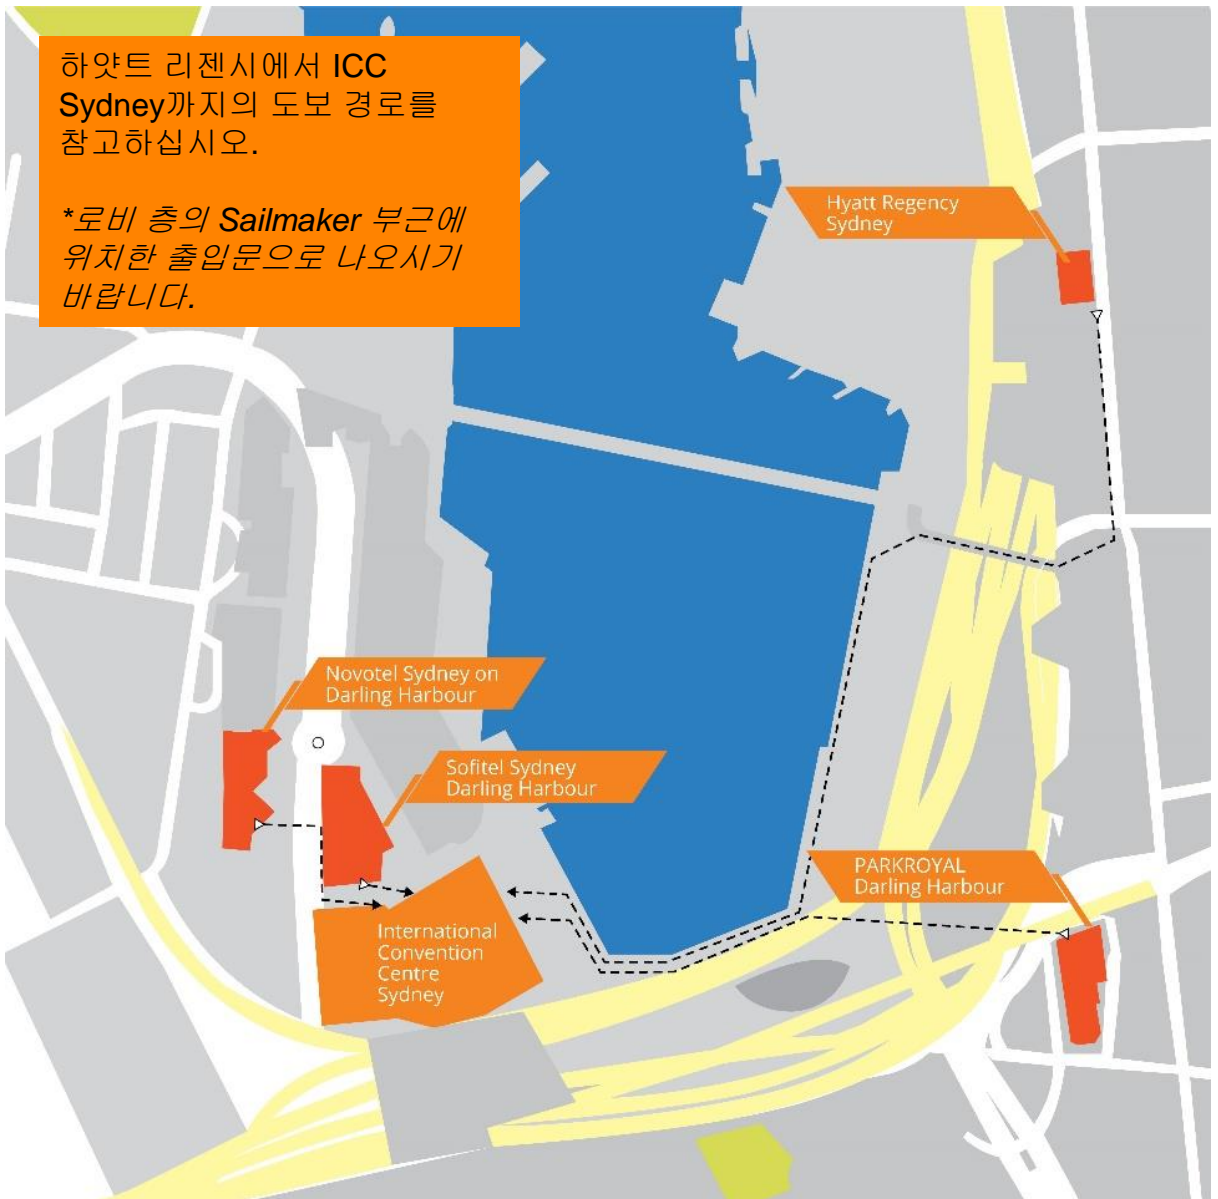 하얏트 리젠시에서 ICC
Sydney까지의 도보 경로를
참고하십시오.
*로비 층의 Sailmaker 부근에
위치한 출입문으로 나오시기
바랍니다.
Hyatt Regency
Sydney
Novotel Sydney on
Darling Harbour
Sofitel Sydney
Darling Harbour
PARKROYAL
Darling Harbour
International
Convention
Centre
Sydney